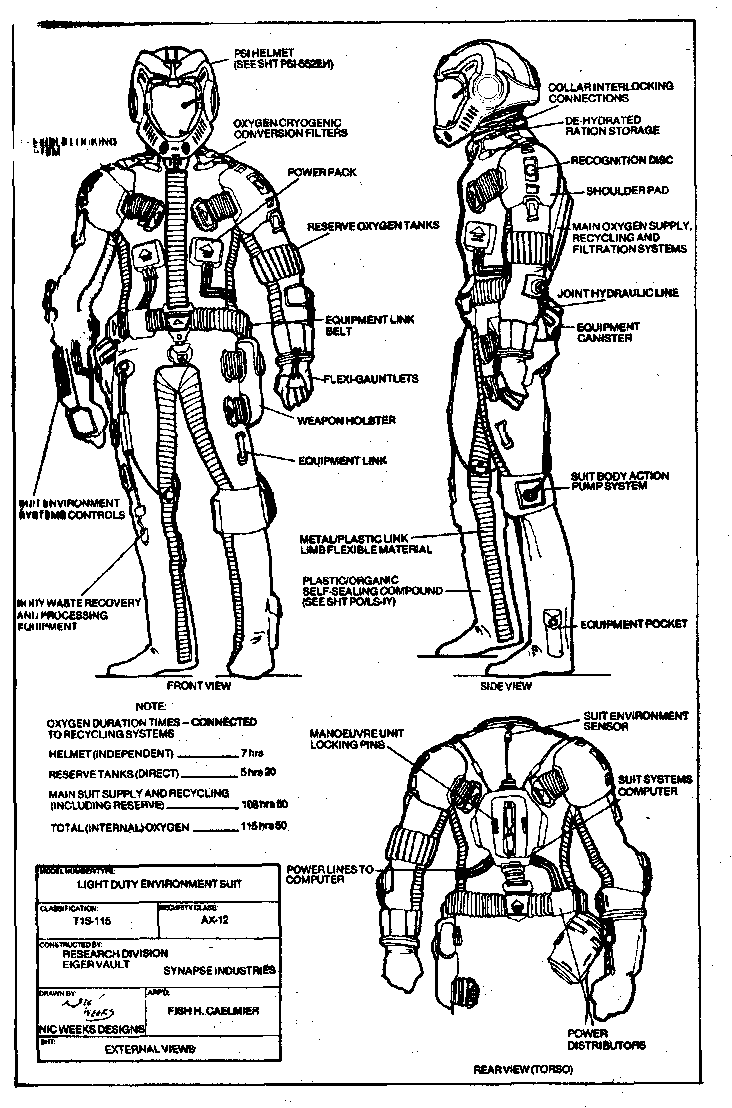 PSI HELMET
(SEE SHT PSI-552EH)
OXYGEN CRYOGENIC
CONVERSION FILTERS
POWER PACK
RESERVE OXYGEN TANKS
EQUIPMENT LINK
BELT
FLEXI-GAUNTLETS
WEAPON HOLSTER
EQUIPMENT LINK
SUIT ENVIRONMENT
SYSTEMS CONTROLS
METAL/PLASTIC LINK
LIMB FLEXIBLE MATERIAL
PLASTIC/ORGANIC
SELF-SEALING COMPOUND
(SEE SHT PO/LS-IY)
BODY WASTE RECOVERY
AND PROCESSING
EQUIPMENT
FRONT VIEW
COLLAR INTERLOCKING
CONNECTIONS
DE-HYDRATED
RATION STORAGE
RECOGNITION DISC
SHOULDER PAD
MAIN OXYGEN SUPPLY,
RECYCLING AND
FILTRATION SYSTEMS
JOINT HYDRAULIC LINE
EQUIPMENT
CANISTER
SUIT BODY ACTION
PUMP SYSTEM
EQUIPMENT POCKET
SIDE VIEW
NOTE:
OXYGEN DURATION TIMES – CONNECTED
TO RECYCLING SYSTEMS
HELMET (INDEPENDENT) 7 hrs
RESERVE TANKS (DIRECT) 5 hrs 20
MAIN SUIT SUPPLY AND RECYCLING
(INCLUDING RESERVE) 108 hrs 50
TOTAL (INTERNAL) OXYGEN 115 hrs 50
MANOEUVRE UNIT
LOCKING PINS
SUIT ENVIRONMENT
SENSOR
SUIT SYSTEMS
COMPUTER
POWER LINES TO
COMPUTER
POWER
DISTRIBUTORS
REAR VIEW (TORSO)
MODEL NUMBER/TYPE:
LIGHT DUTY ENVIRONMENT SUIT
CLASSIFICATION:
SECURITY CLASS:
T1S-115
AX-12
CONSTRUCTED BY:
RESEARCH DIVISION
EIGER VAULT
SYNAPSE INDUSTRIES
DRAWN BY
APP'D.
Nic
Weeks
NIC WEEKS DESIGNS
FISH H. CAELMIER
SHT:
EXTERNAL VIEWS